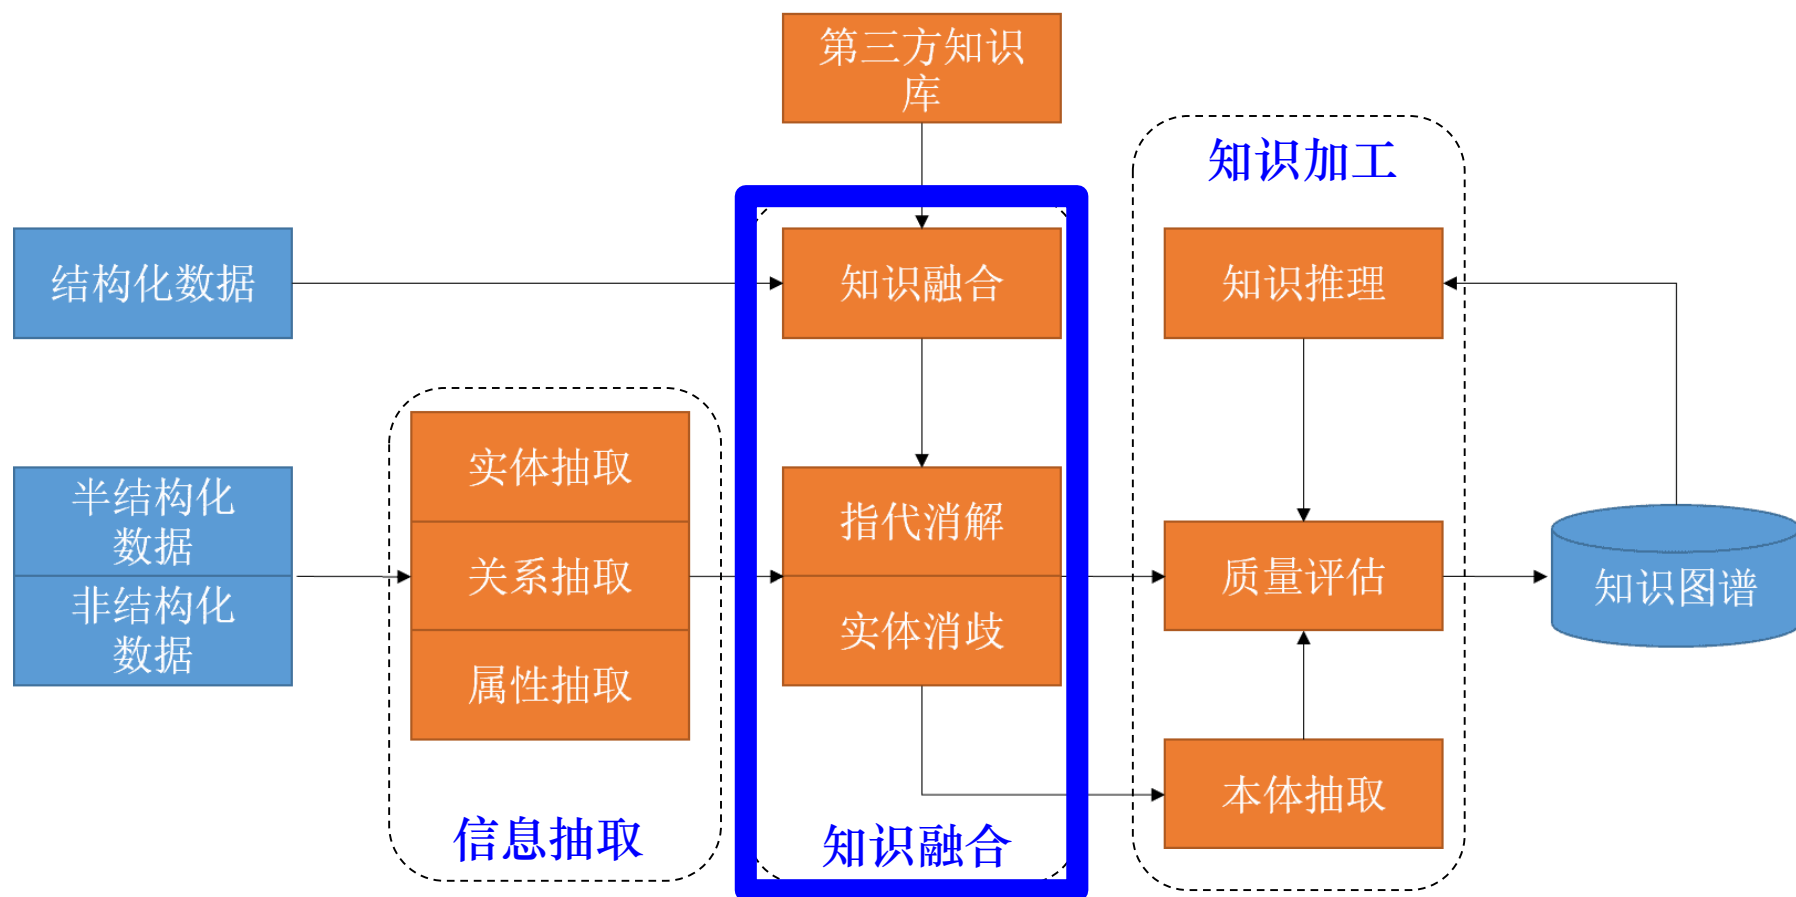 第三方知识
库
知识加工
结构化数据
知识融合
知识推理
半结构化
数据
非结构化
数据
实体抽取
关系抽取
属性抽取
指代消解
实体消歧
质量评估
知识图谱
本体抽取
信息抽取
知识融合